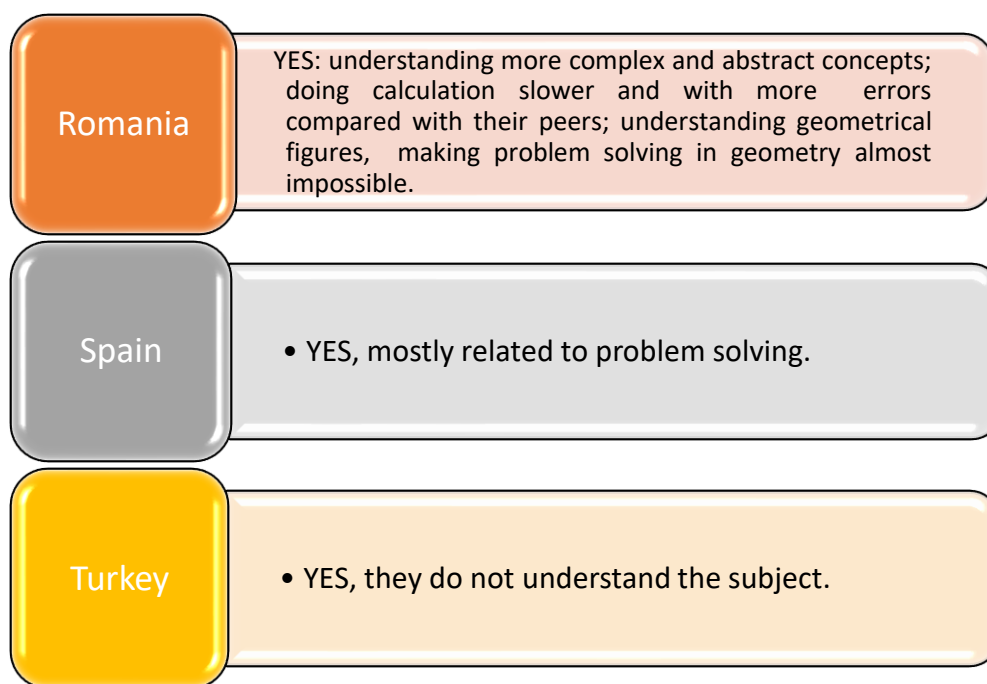 Romania
YES: understanding more complex and abstract concepts;
doing calculation slower and with more errors
compared with their peers; understanding geometrical
figures, making problem solving in geometry almost
impossible.
Spain
• YES, mostly related to problem solving.
Turkey
• YES, they do not understand the subject.